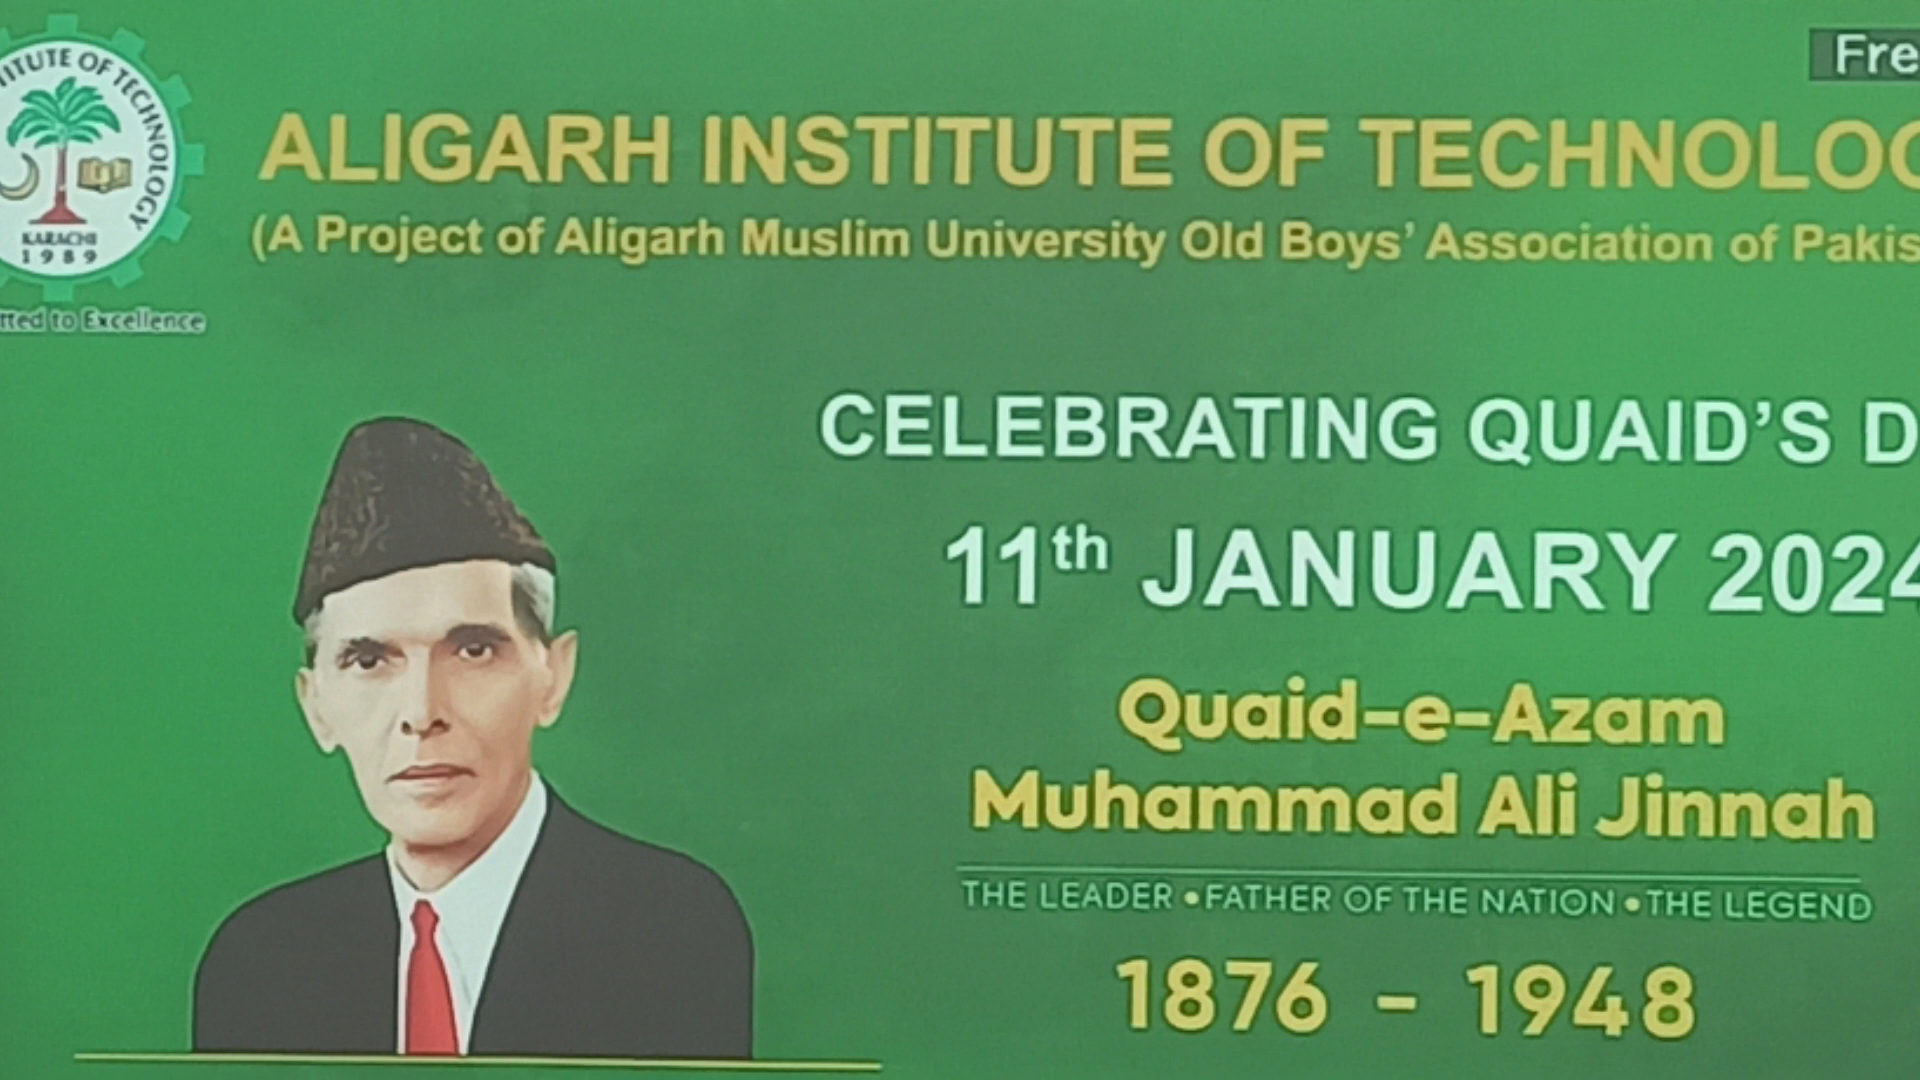 ITUTE OF TECHNOLOGY
KARACHI
1989
tted to Excellence
Fre
ALIGARH INSTITUTE OF TECHNOLOG
(A Project of Aligarh Muslim University Old Boys' Association of Pakis
CELEBRATING QUAID'S D
11th JANUARY 2024
Quaid-e-Azam
Muhammad Ali Jinnah
THE LEADER • FATHER OF THE NATION • THE LEGEND
1876 - 1948